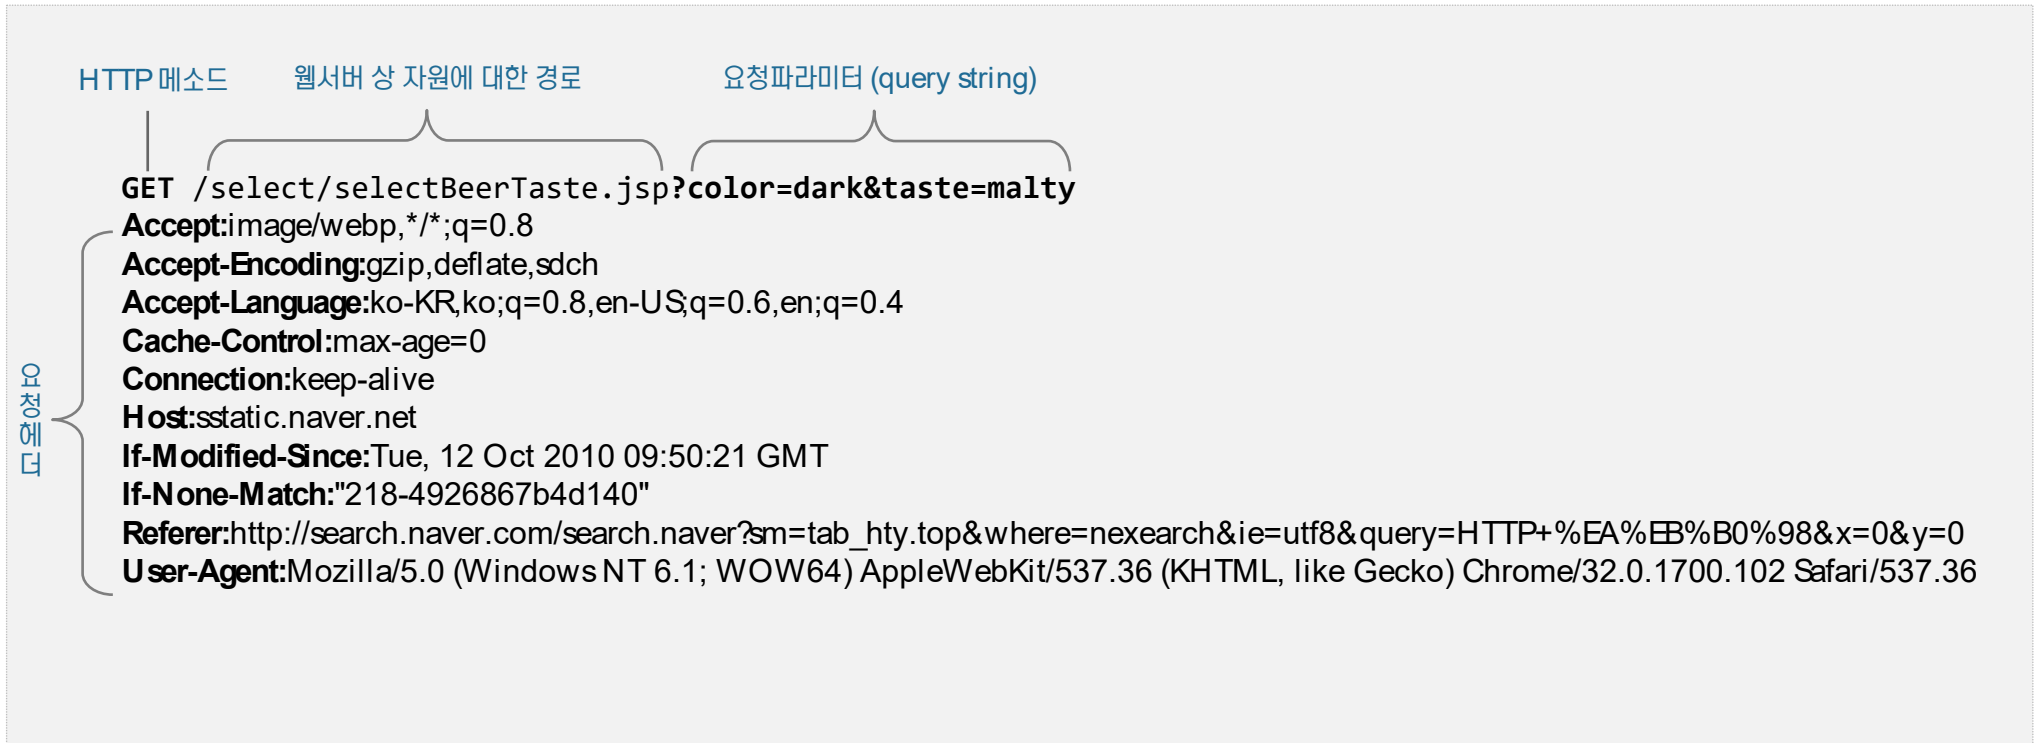 HTTP 메소드 웹서버 상 자원에 대한 경로 요청파라미터 (query string)
GET /select/selectBeerTaste.jsp?color=dark&taste=malty
Accept:image/webp,*/*;q=0.8
Accept-Encoding:gzip,deflate,sdch
Accept-Language:ko-KR,ko;q=0.8,en-US;q=0.6,en;q=0.4
Cache-Control:max-age=0
Connection:keep-alive
Host:sstatic.naver.net
If-Modified-Since:Tue, 12 Oct 2010 09:50:21 GMT
If-None-Match:"218-4926867b4d140"
Referer:http://search.naver.com/search.naver?sm=tab_hty.top&where=nexearch&ie=utf8&query=HTTP+%EA%EB%B0%98&x=0&y=0
User-Agent:Mozilla/5.0 (Windows NT 6.1; WOW64) AppleWebKit/537.36 (KHTML, like Gecko) Chrome/32.0.1700.102 Safari/537.36
요청헤더